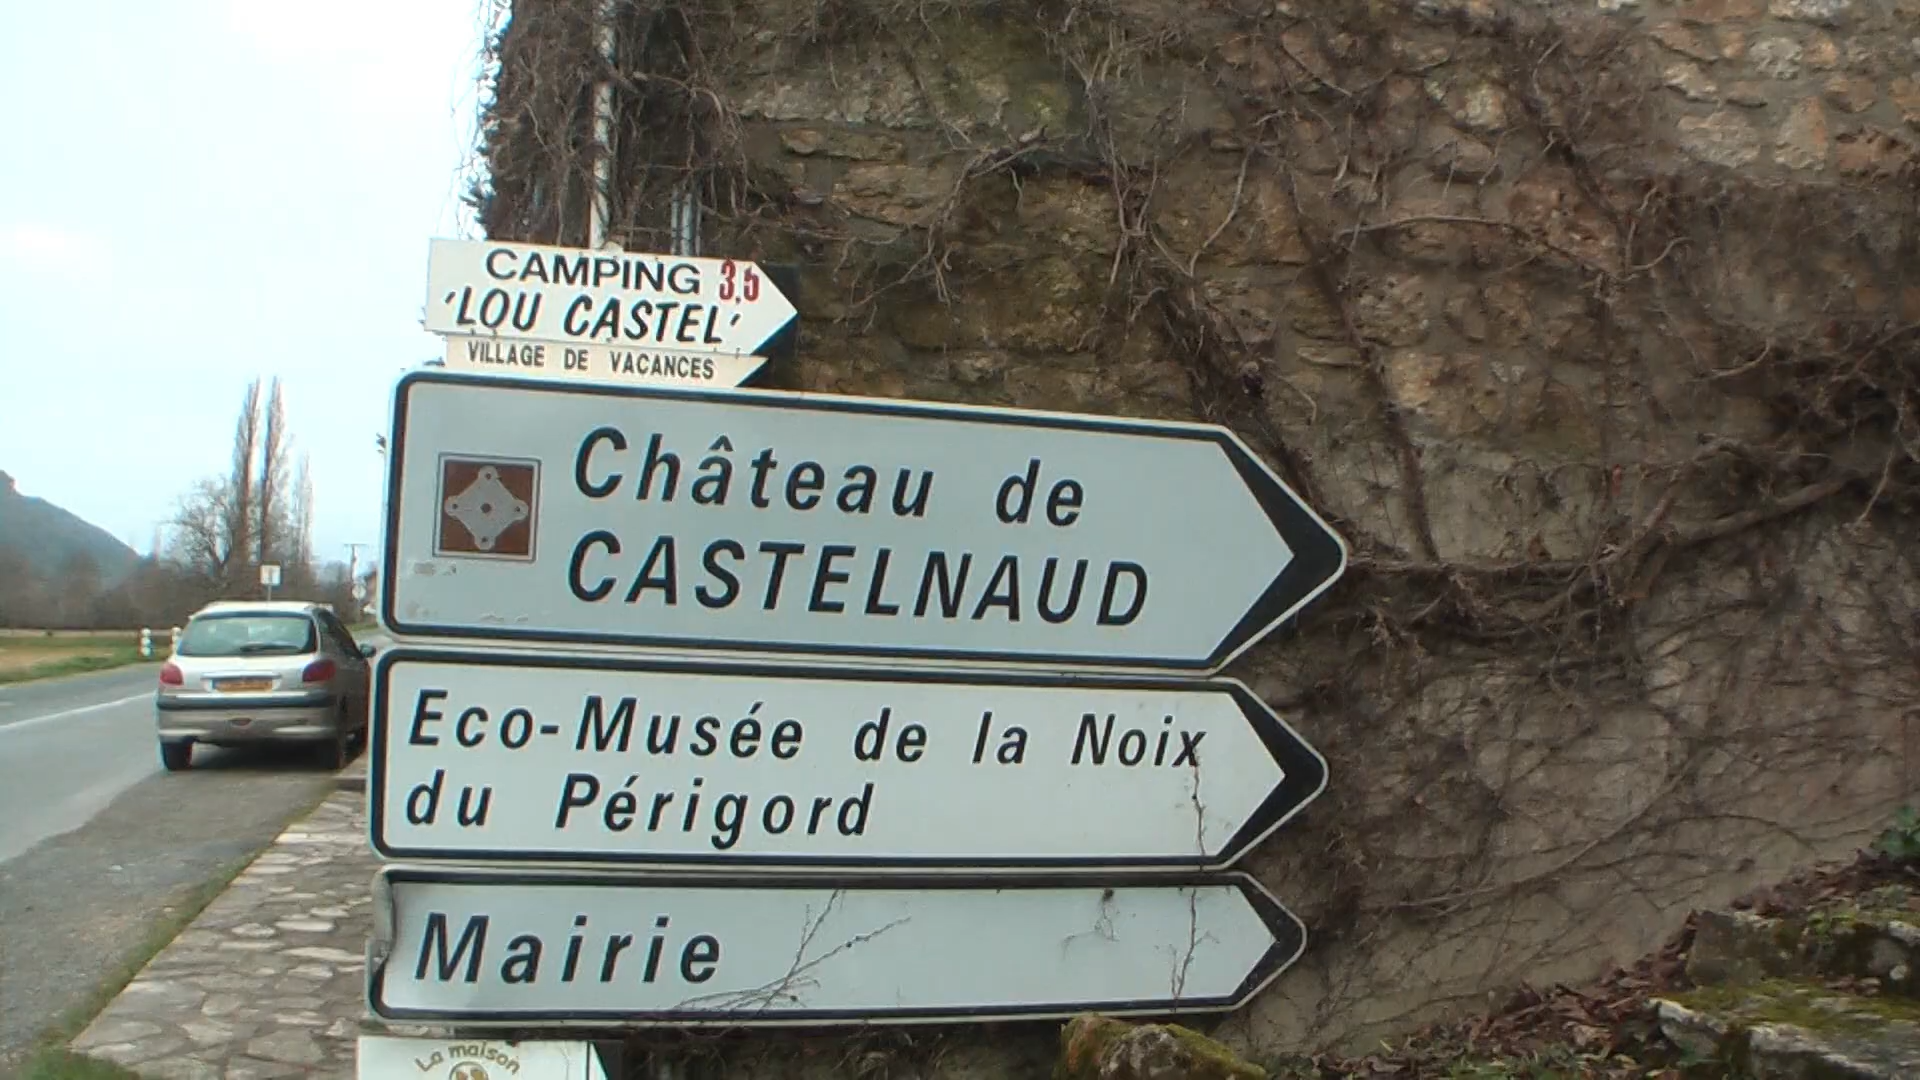 CAMPING 3,5
'LOU CASTEL'
VILLAGE DE VACANCES
Château de
CASTELNAUD
Eco-Musée de la Noix
du Périgord
Mairie
La maison